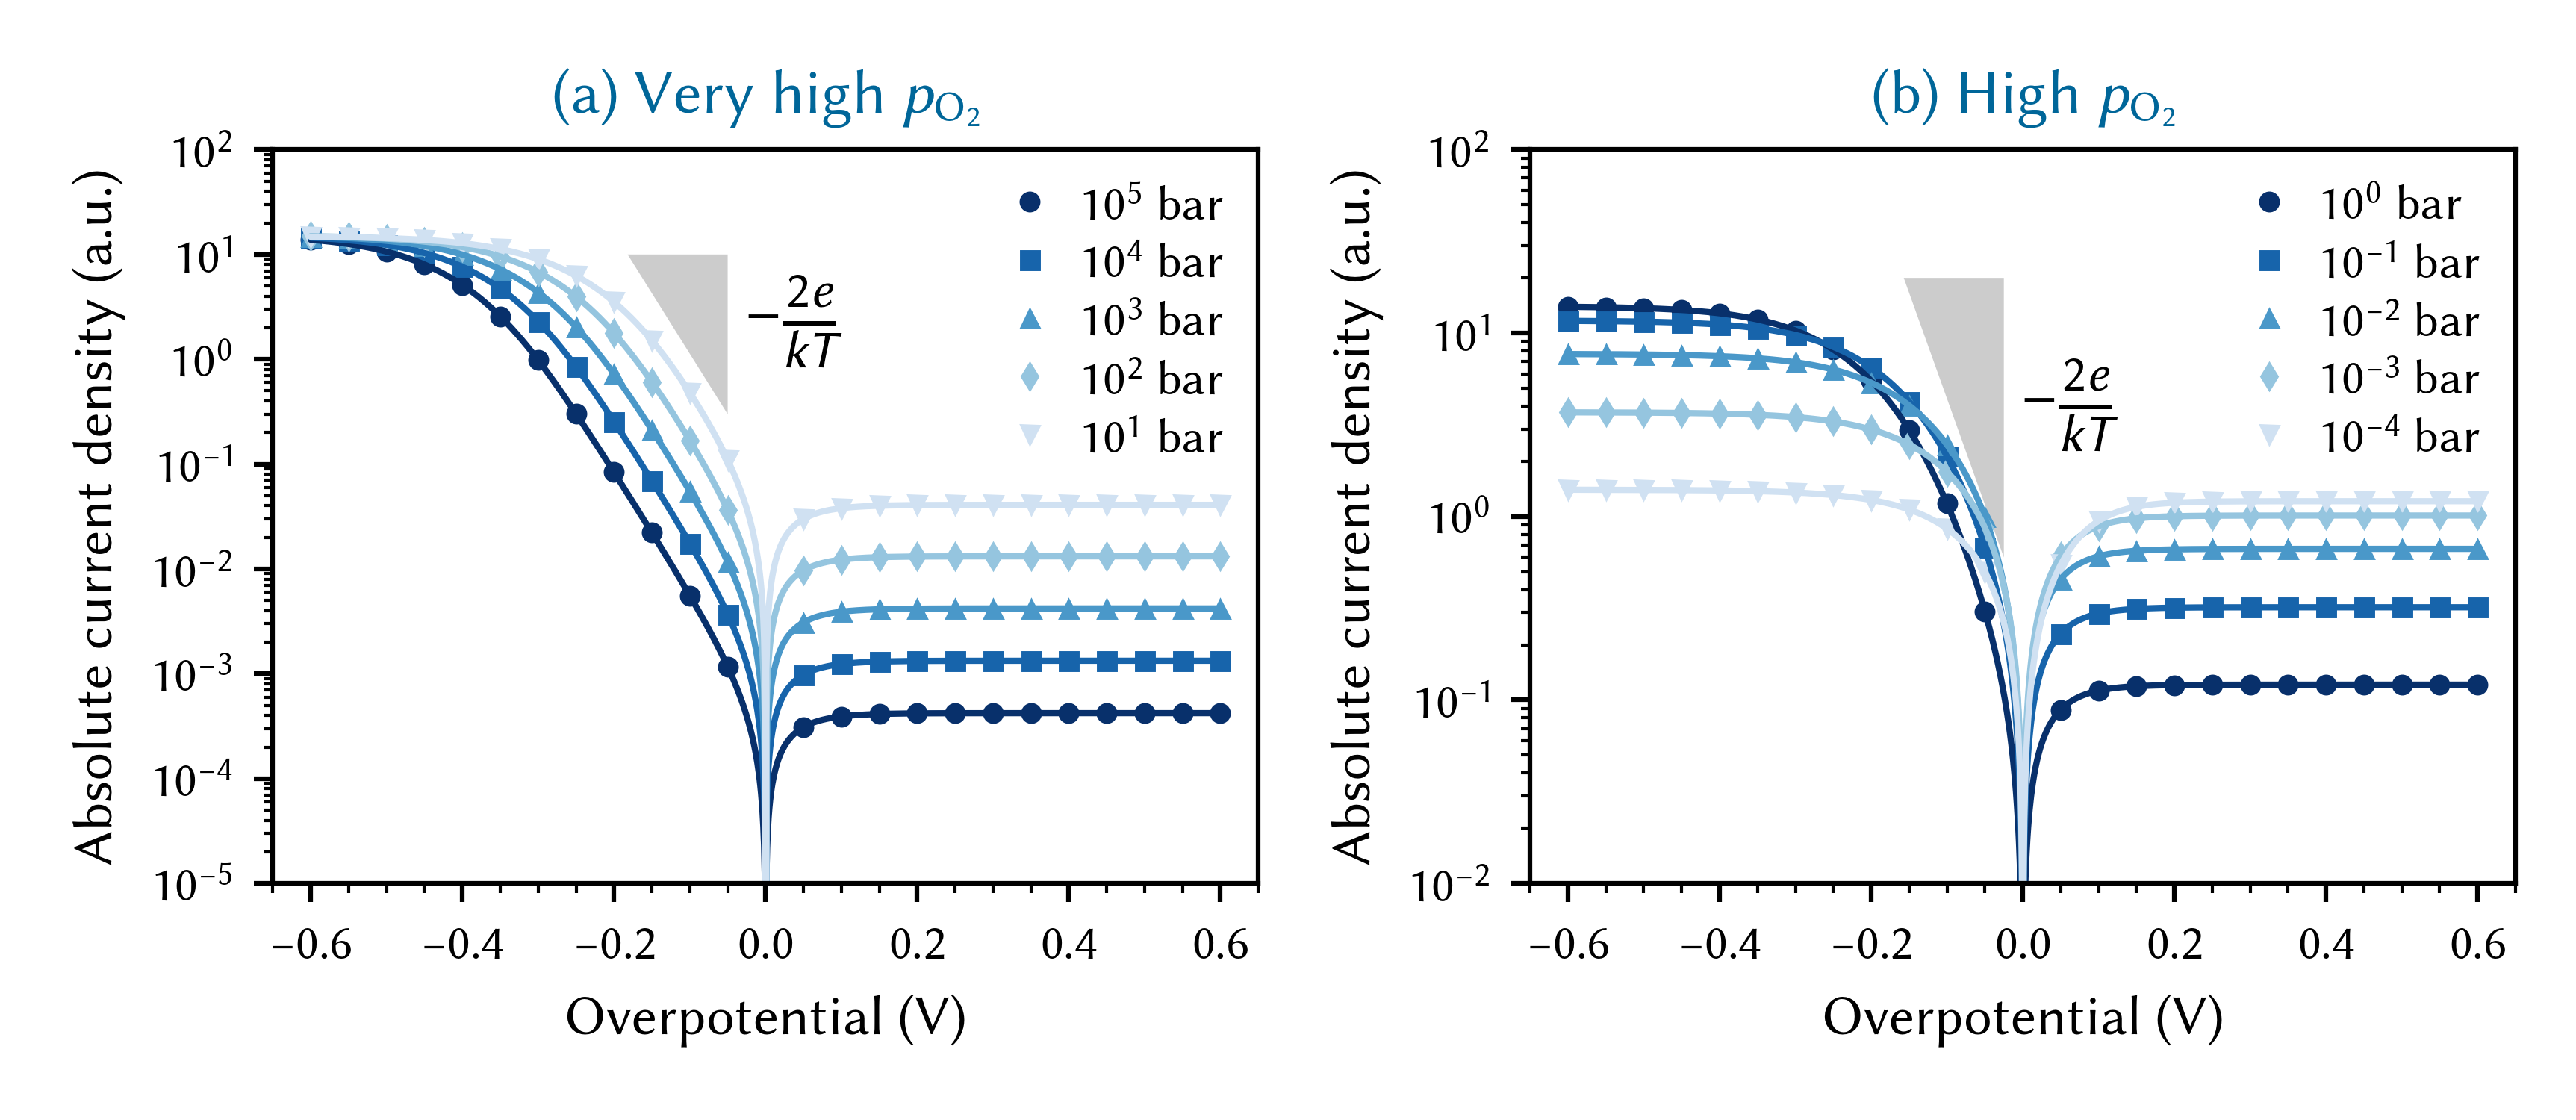 (a) Very high pO₂
Absolute current density (a.u.)
10²
10¹
10⁰
10⁻¹
10⁻²
10⁻³
10⁻⁴
10⁻⁵
10⁵ bar
10⁴ bar
10³ bar
10² bar
10¹ bar
−2e/kT
−0.6 −0.4 −0.2 0.0 0.2 0.4 0.6
Overpotential (V)
(b) High pO₂
Absolute current density (a.u.)
10²
10¹
10⁰
10⁻¹
10⁻²
10⁰ bar
10⁻¹ bar
10⁻² bar
10⁻³ bar
10⁻⁴ bar
−2e/kT
−0.6 −0.4 −0.2 0.0 0.2 0.4 0.6
Overpotential (V)